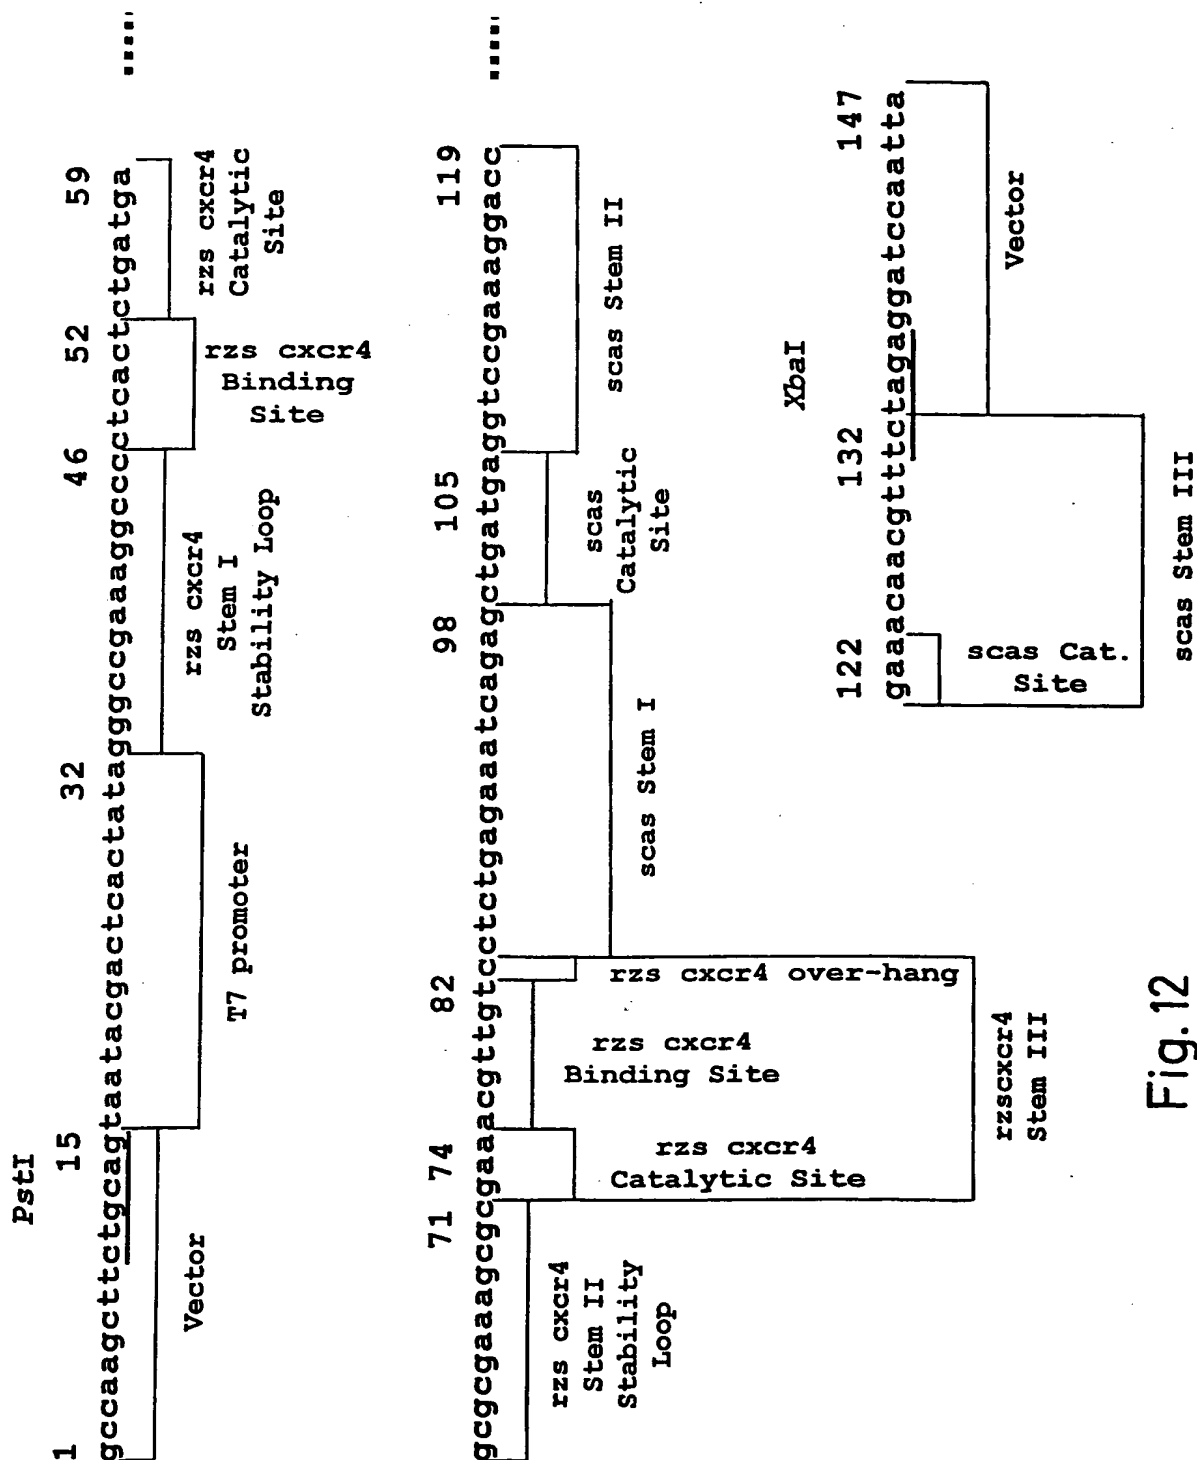 PstI
1 15 32 46 52 59
gccaagcttctgcagtaatacgactcactatagggccgaaaggcccctcactctgatga
Vector
T7 promoter
rzs cxcr4
Stem I
Stability Loop
rzs cxcr4
Binding
Site
rzs cxcr4
Catalytic
Site
71 74 82 98 105 119
gcgcgaaagcgcgaaacgttgtcctctgagaaatcagagctgatgaggtccgaaaggacc
rzs cxcr4
Stem II
Stability
Loop
rzs cxcr4
Catalytic Site
rzs cxcr4
Binding Site
rzs cxcr4 over-hang
rzscxcr4
Stem III
scas Stem I
scas
Catalytic
Site
scas Stem II
XbaI
122 132 147
gaaacaacgtttctagaggatccaatta
scas Cat.
Site
scas Stem III
Vector
Fig.12